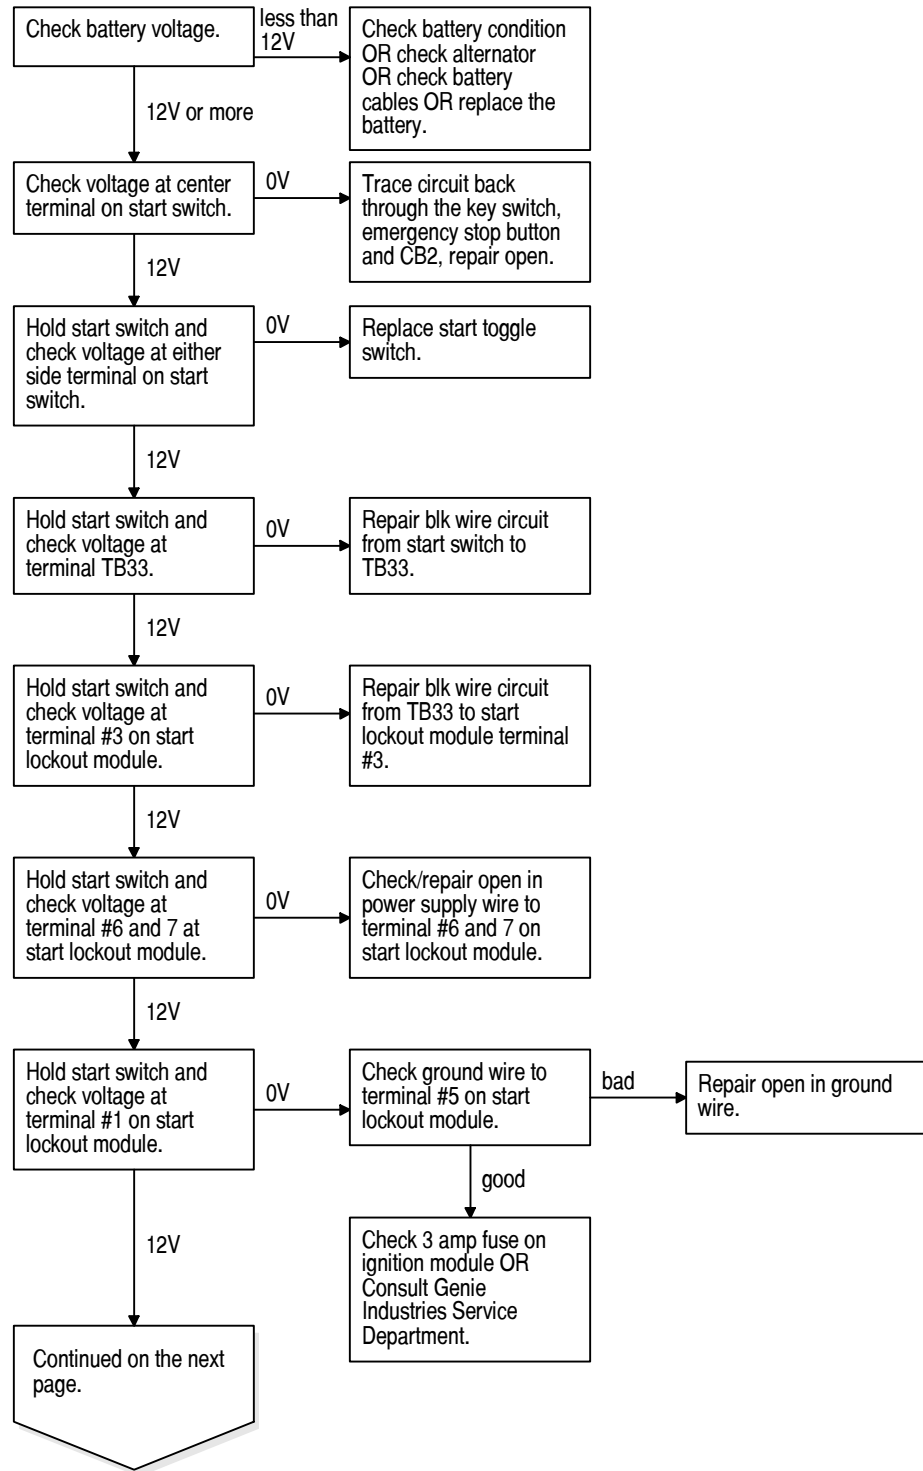 Check battery voltage.
less than
12V
Check battery condition
OR check alternator
OR check battery
cables OR replace the
battery.
12V or more
Check voltage at center
terminal on start switch.
0V
Trace circuit back
through the key switch,
emergency stop button
and CB2, repair open.
12V
Hold start switch and
check voltage at either
side terminal on start
switch.
0V
Replace start toggle
switch.
12V
Hold start switch and
check voltage at
terminal TB33.
0V
Repair blk wire circuit
from start switch to
TB33.
12V
Hold start switch and
check voltage at
terminal #3 on start
lockout module.
0V
Repair blk wire circuit
from TB33 to start
lockout module terminal
#3.
12V
Hold start switch and
check voltage at
terminal #6 and 7 at
start lockout module.
0V
Check/repair open in
power supply wire to
terminal #6 and 7 on
start lockout module.
12V
Hold start switch and
check voltage at
terminal #1 on start
lockout module.
0V
Check ground wire to
terminal #5 on start
lockout module.
bad
Repair open in ground
wire.
good
12V
Check 3 amp fuse on
ignition module OR
Consult Genie
Industries Service
Department.
Continued on the next
page.